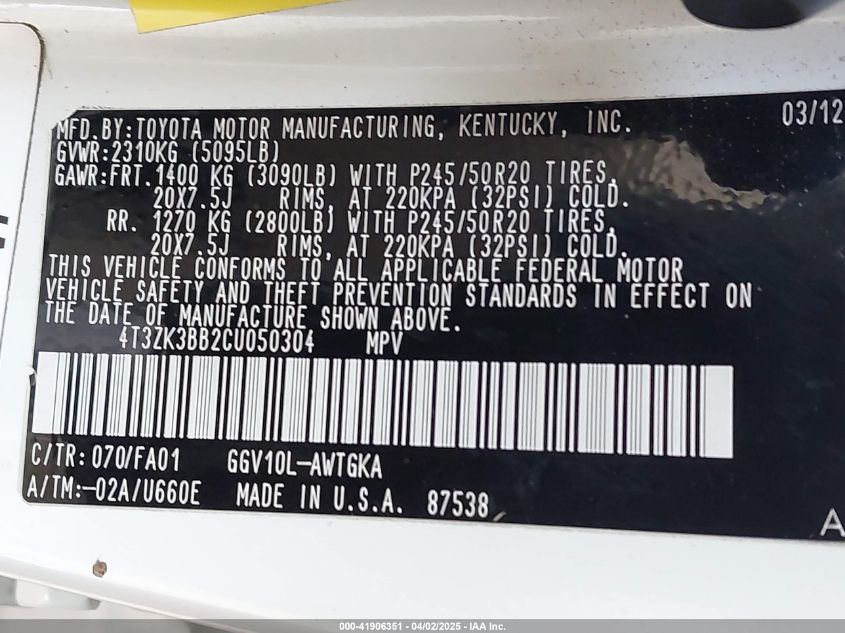 MFD.BY:TOYOTA MOTOR MANUFACTURING, KENTUCKY, INC. 03/12
GVWR:2310KG (5095LB)
GAWR:FRT.1400 KG (3090LB) WITH P245/50R20 TIRES,
20X7.5J RIMS, AT 220KPA (32PSI) COLD.
RR. 1270 KG (2800LB) WITH P245/50R20 TIRES,
20X7.5J RIMS, AT 220KPA (32PSI) COLD.
THIS VEHICLE CONFORMS TO ALL APPLICABLE FEDERAL MOTOR
VEHICLE SAFETY AND THEFT PREVENTION STANDARDS IN EFFECT ON
THE DATE OF MANUFACTURE SHOWN ABOVE.
4T3ZK3BB2CU050304 MPV
C/TR:070/FA01 GGV10L-AWTGKA
A/TM:-02A/U660E MADE IN U.S.A. 87538
A
000-41906351 | 04/02/2025 - IAA Inc.